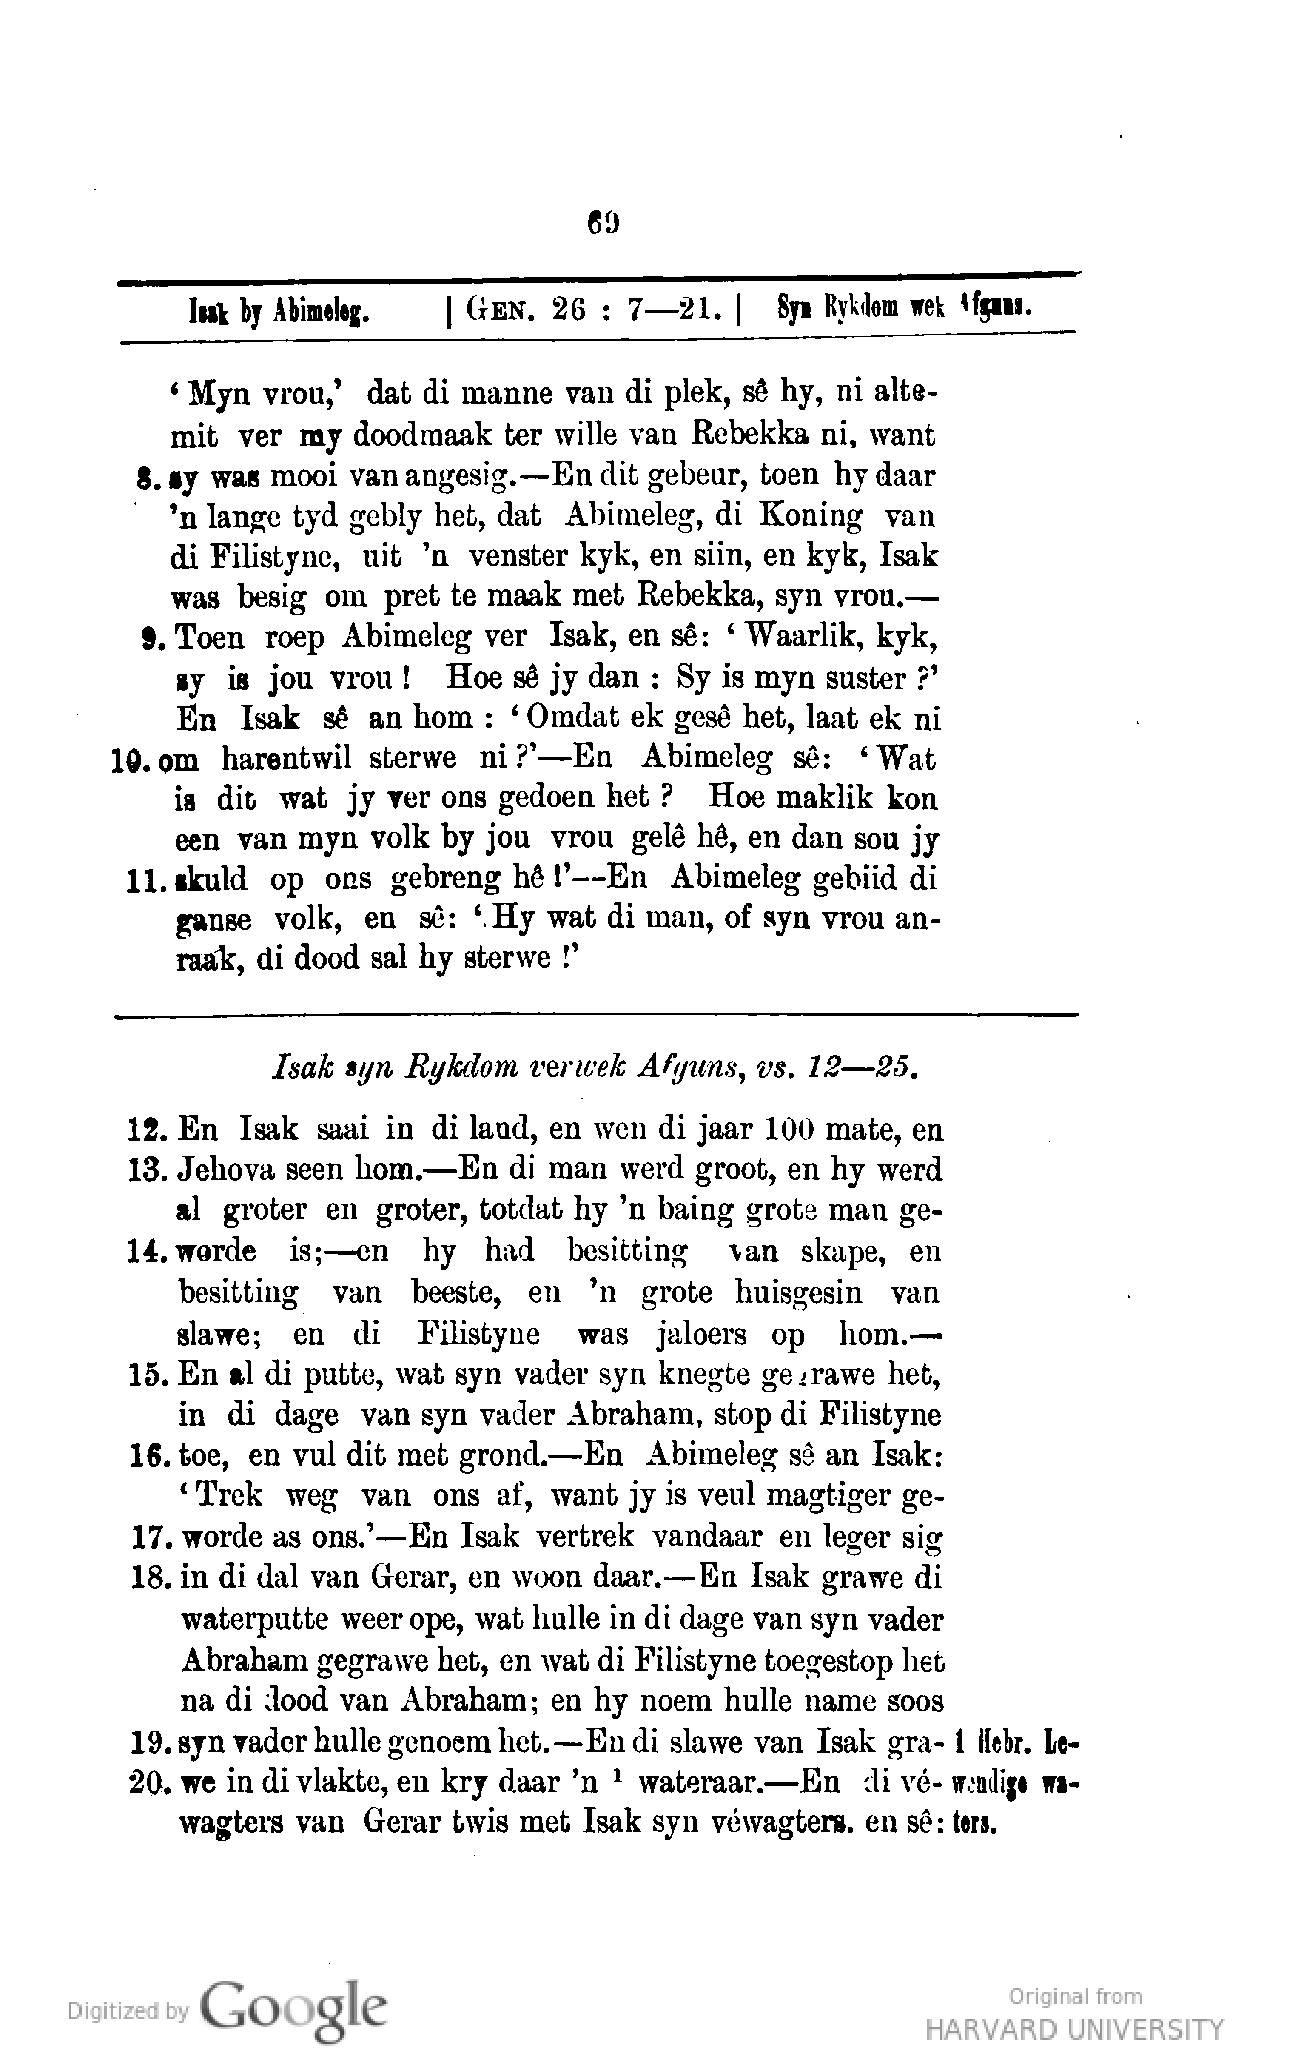 69
Isak by Abimeleg. | GEN. 26 : 7—21. | Syn Rykdom wek Afguns.
‘ Myn vrou,’ dat di manne van di plek, sê hy, ni alte-
mit ver my doodmaak ter wille van Rebekka ni, want
8. sy was mooi van angesig.—En dit gebeur, toen hy daar
’n lange tyd gebly het, dat Abimeleg, di Koning van
di Filistyne, uit ’n venster kyk, en siin, en kyk, Isak
was besig om pret te maak met Rebekka, syn vrou.—
9. Toen roep Abimeleg ver Isak, en sê: ‘ Waarlik, kyk,
sy is jou vrou ! Hoe sê jy dan : Sy is myn suster ?’
En Isak sê an hom : ‘ Omdat ek gesê het, laat ek ni
10. om harentwil sterwe ni ?’—En Abimeleg sê: ‘ Wat
is dit wat jy ver ons gedoen het ? Hoe maklik kon
een van myn volk by jou vrou gelê hê, en dan sou jy
11. skuld op ons gebreng hê !’--En Abimeleg gebiid di
ganse volk, en sê: ‘ Hy wat di man, of syn vrou an-
raak, di dood sal hy sterwe !’
Isak syn Rykdom verwek Afguns, vs. 12—25.
12. En Isak saai in di land, en wen di jaar 100 mate, en
13. Jehova seen hom.—En di man werd groot, en hy werd
al groter en groter, totdat hy ’n baing grote man ge-
14. worde is;—en hy had besitting van skape, en
besitting van beeste, en ’n grote huisgesin van
slawe; en di Filistyne was jaloers op hom.—
15. En al di putte, wat syn vader syn knegte gegrawe het,
in di dage van syn vader Abraham, stop di Filistyne
16. toe, en vul dit met grond.—En Abimeleg sê an Isak:
‘ Trek weg van ons af, want jy is veul magtiger ge-
17. worde as ons.’—En Isak vertrek vandaar en leger sig
18. in di dal van Gerar, en woon daar.—En Isak grawe di
waterputte weer ope, wat hulle in di dage van syn vader
Abraham gegrawe het, en wat di Filistyne toegestop het
na di dood van Abraham; en hy noem hulle name soos
19. syn vader hulle genoem het.—En di slawe van Isak gra- 1 Hebr. Le-
20. we in di vlakte, en kry daar ’n ¹ wateraar.—En di vé- wendige wa-
wagters van Gerar twis met Isak syn véwagters. en sê: ters.
Digitized by Google
Original from
HARVARD UNIVERSITY